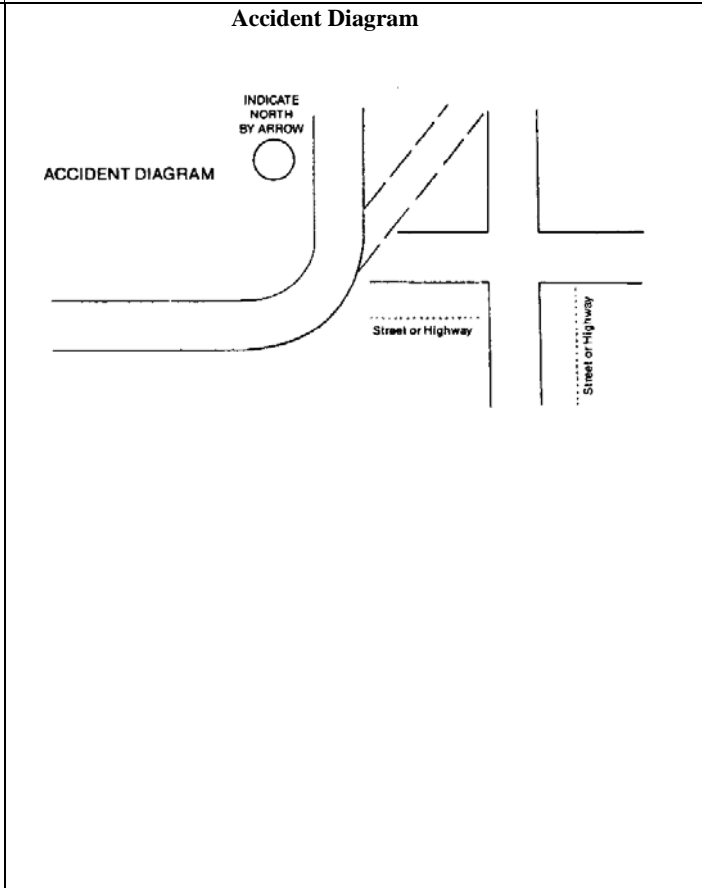 Accident Diagram
INDICATE
NORTH
BY ARROW
ACCIDENT DIAGRAM
Street or Highway
Street or Highway